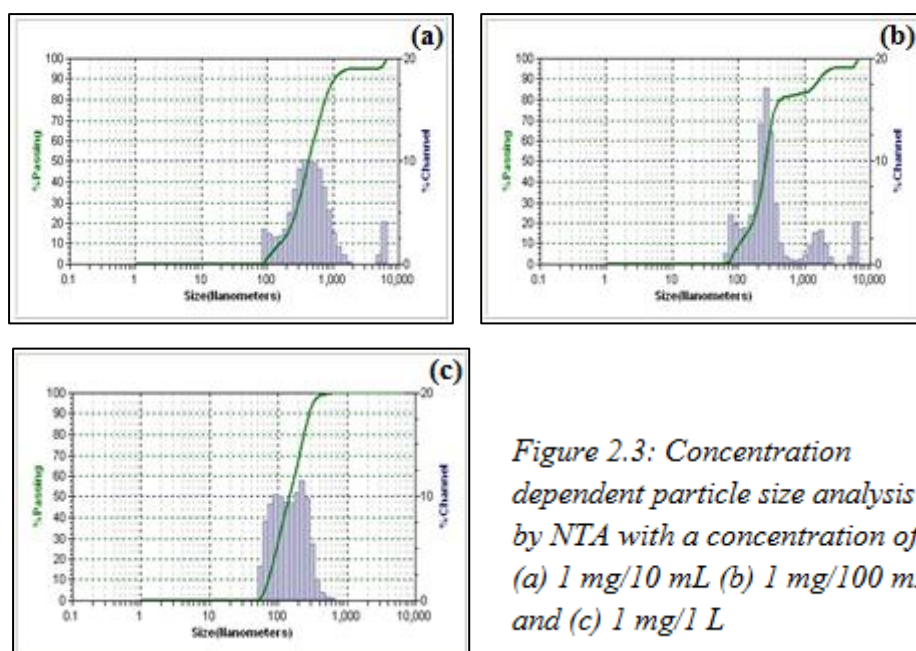 (a)
100
90
80
70
60
50
40
30
20
10
0
%Passing
20
10
0
%Channel
0.1 1 10 100 1,000 10,000
Size(Nanometers)
(b)
100
90
80
70
60
50
40
30
20
10
0
%Passing
20
10
0
%Channel
0.1 1 10 100 1,000 10,000
Size(Nanometers)
(c)
100
90
80
70
60
50
40
30
20
10
0
%Passing
20
10
0
%Channel
0.1 1 10 100 1,000 10,000
Size(Nanometers)
Figure 2.3: Concentration
dependent particle size analysis
by NTA with a concentration of
(a) 1 mg/10 mL (b) 1 mg/100
and (c) 1 mg/1 L